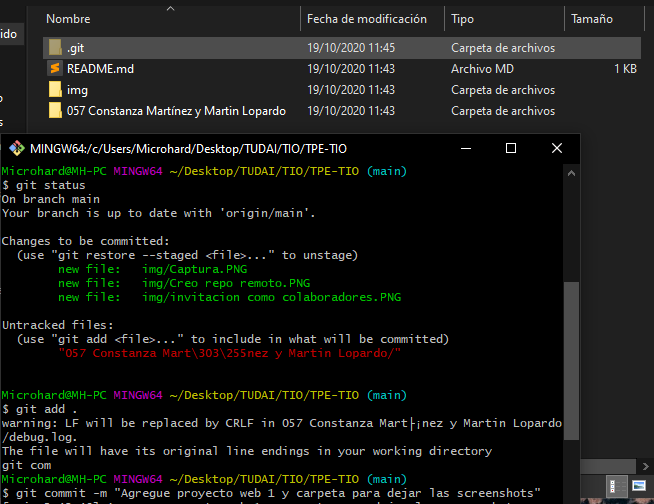 Nombre Fecha de modificación Tipo Tamaño
ido
.git 19/10/2020 11:45 Carpeta de archivos
README.md 19/10/2020 11:43 Archivo MD 1 KB
img 19/10/2020 11:43 Carpeta de archivos
057 Constanza Martínez y Martin Lopardo 19/10/2020 11:43 Carpeta de archivos
MINGW64:/c/Users/Microhard/Desktop/TUDAI/TIO/TPE-TIO
Microhard@MH-PC MINGW64 ~/Desktop/TUDAI/TIO/TPE-TIO (main)
$ git status
On branch main
Your branch is up to date with 'origin/main'.
Changes to be committed:
(use "git restore --staged <file>..." to unstage)
new file: img/Captura.PNG
new file: img/Creo repo remoto.PNG
new file: img/invitacion como colaboradores.PNG
Untracked files:
(use "git add <file>..." to include in what will be committed)
"057 Constanza Mart\303\255nez y Martin Lopardo/"
Microhard@MH-PC MINGW64 ~/Desktop/TUDAI/TIO/TPE-TIO (main)
$ git add .
warning: LF will be replaced by CRLF in 057 Constanza Mart├¡nez y Martin Lopardo
/debug.log.
The file will have its original line endings in your working directory
git com
Microhard@MH-PC MINGW64 ~/Desktop/TUDAI/TIO/TPE-TIO (main)
$ git commit -m "Agregue proyecto web 1 y carpeta para dejar las screenshots"